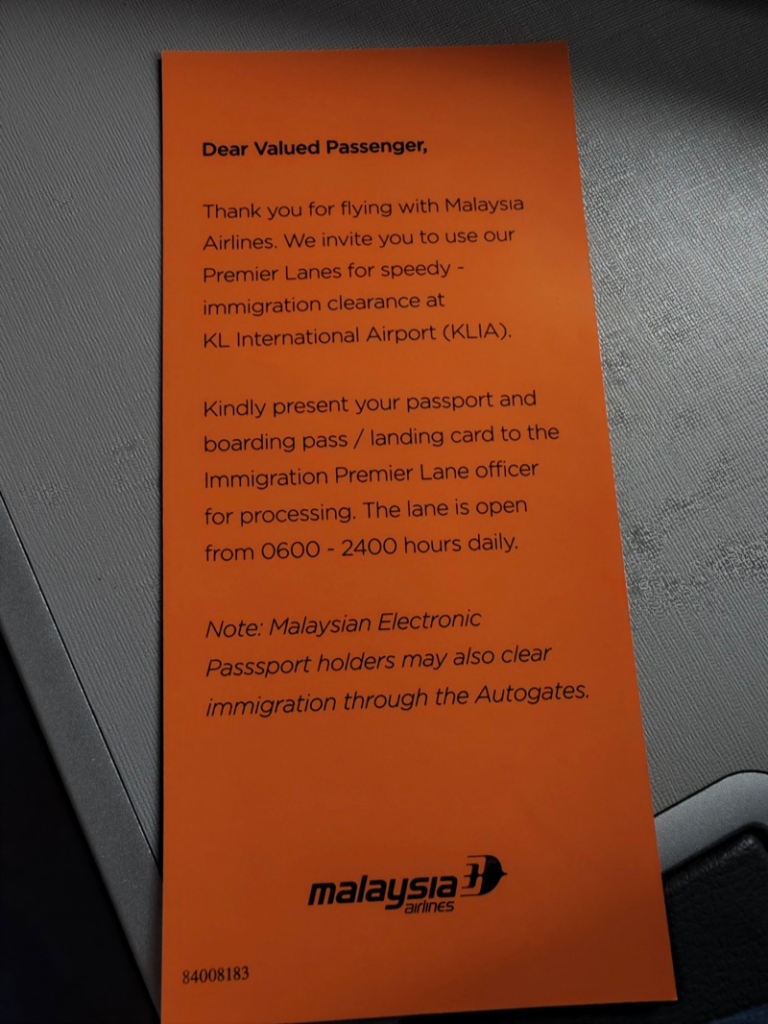 Dear Valued Passenger,
Thank you for flying with Malaysia
Airlines. We invite you to use our
Premier Lanes for speedy -
immigration clearance at
KL International Airport (KLIA).
Kindly present your passport and
boarding pass / landing card to the
Immigration Premier Lane officer
for processing. The lane is open
from 0600 - 2400 hours daily.
Note: Malaysian Electronic
Passsport holders may also clear
immigration through the Autogates.
malaysia
airlines
84008183